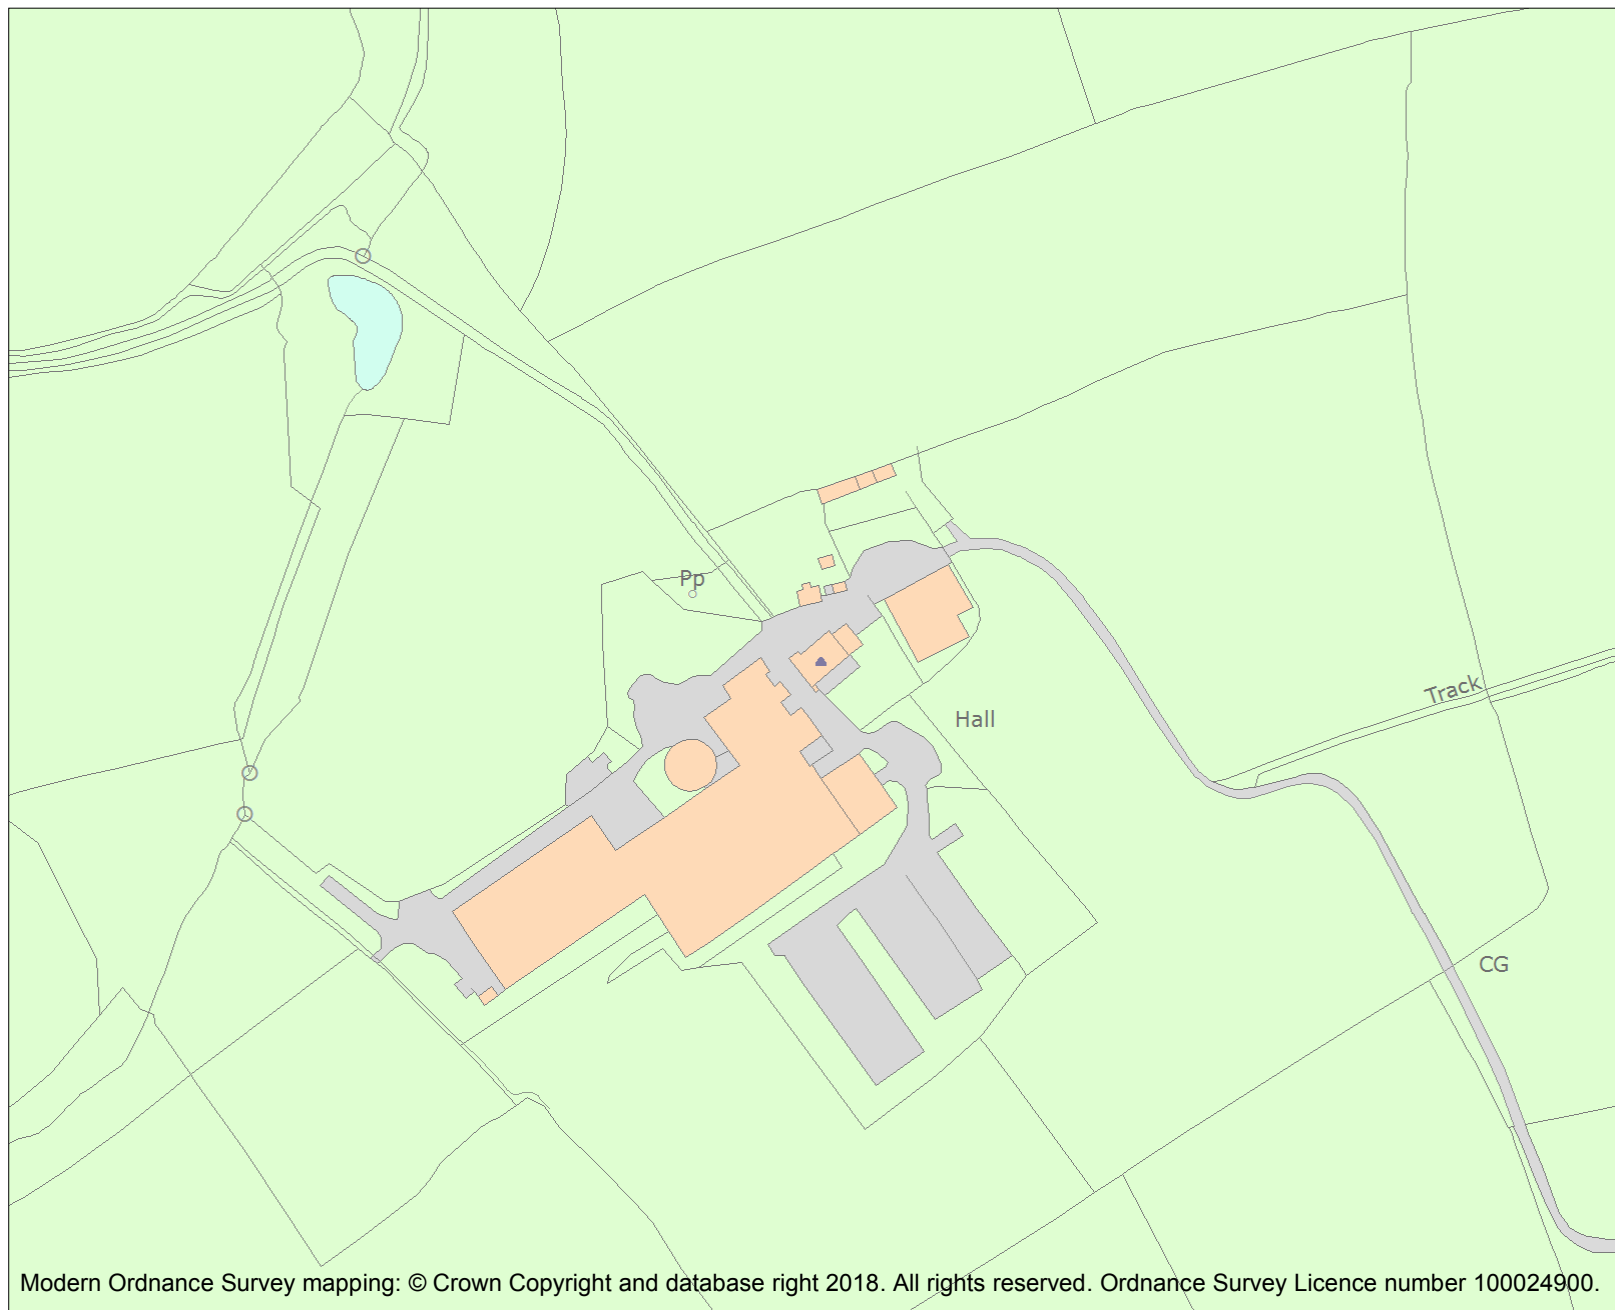 Pp
Track
Hall
CG
Modern Ordnance Survey mapping: © Crown Copyright and database right 2018. All rights reserved. Ordnance Survey Licence number 100024900.